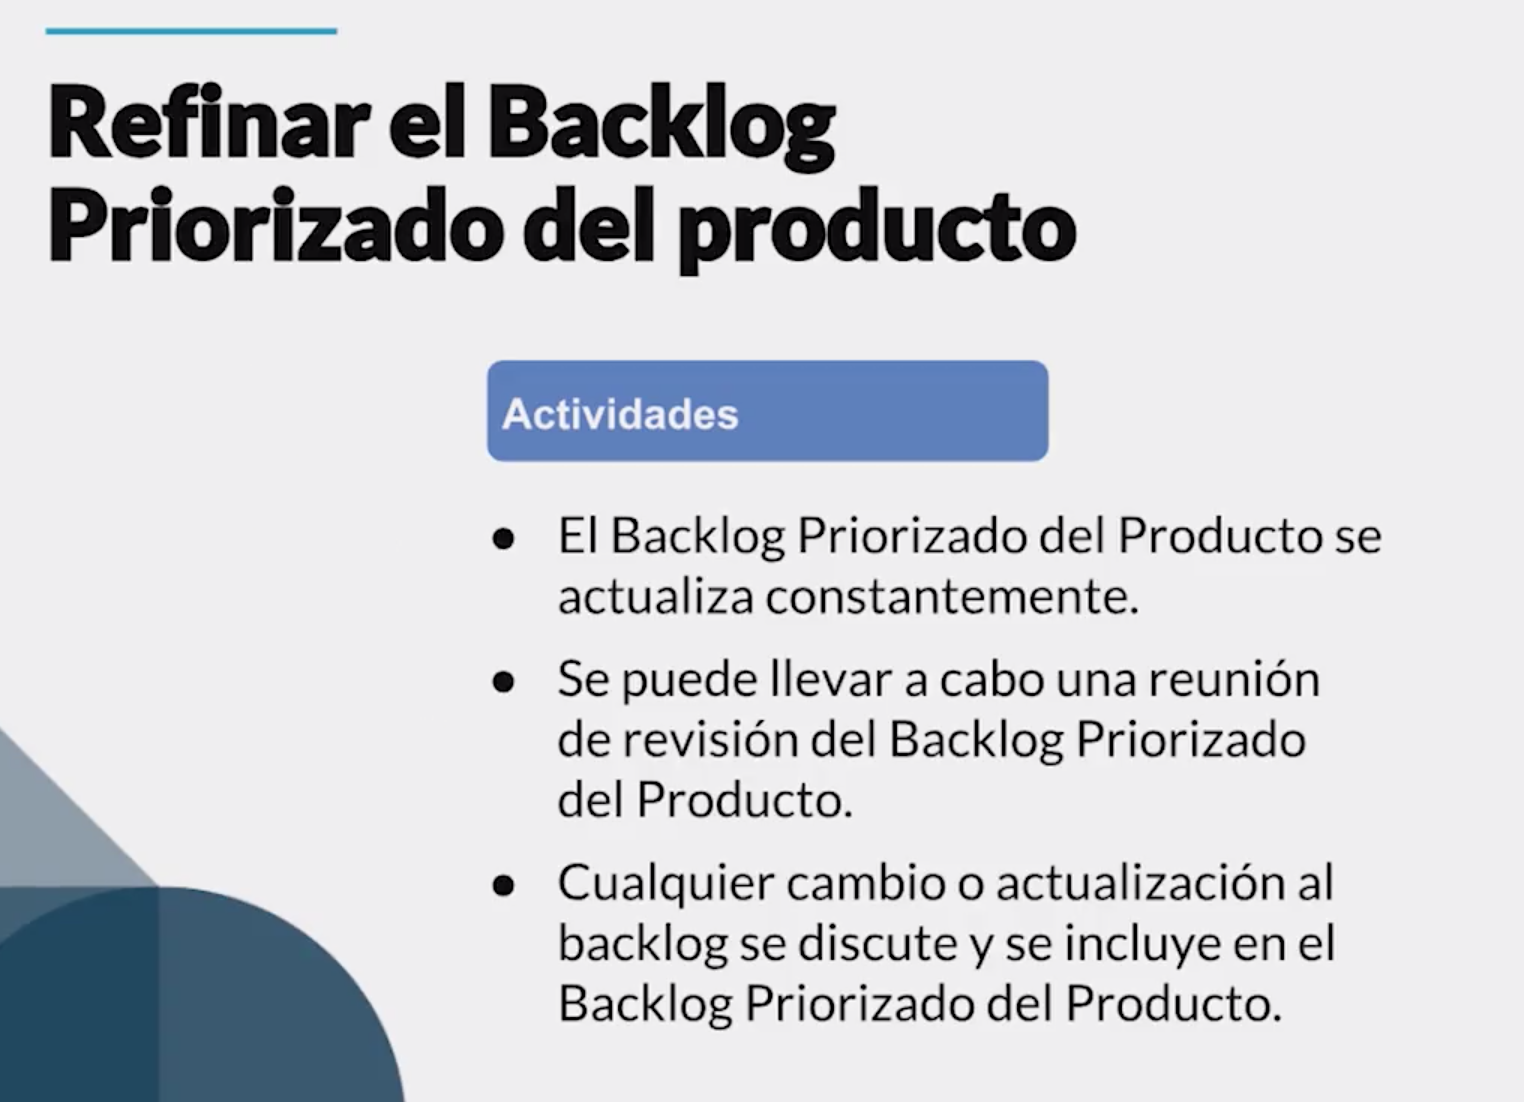 Refinar el Backlog
Priorizado del producto
Actividades
● El Backlog Priorizado del Producto se
actualiza constantemente.
● Se puede llevar a cabo una reunión
de revisión del Backlog Priorizado
del Producto.
● Cualquier cambio o actualización al
backlog se discute y se incluye en el
Backlog Priorizado del Producto.